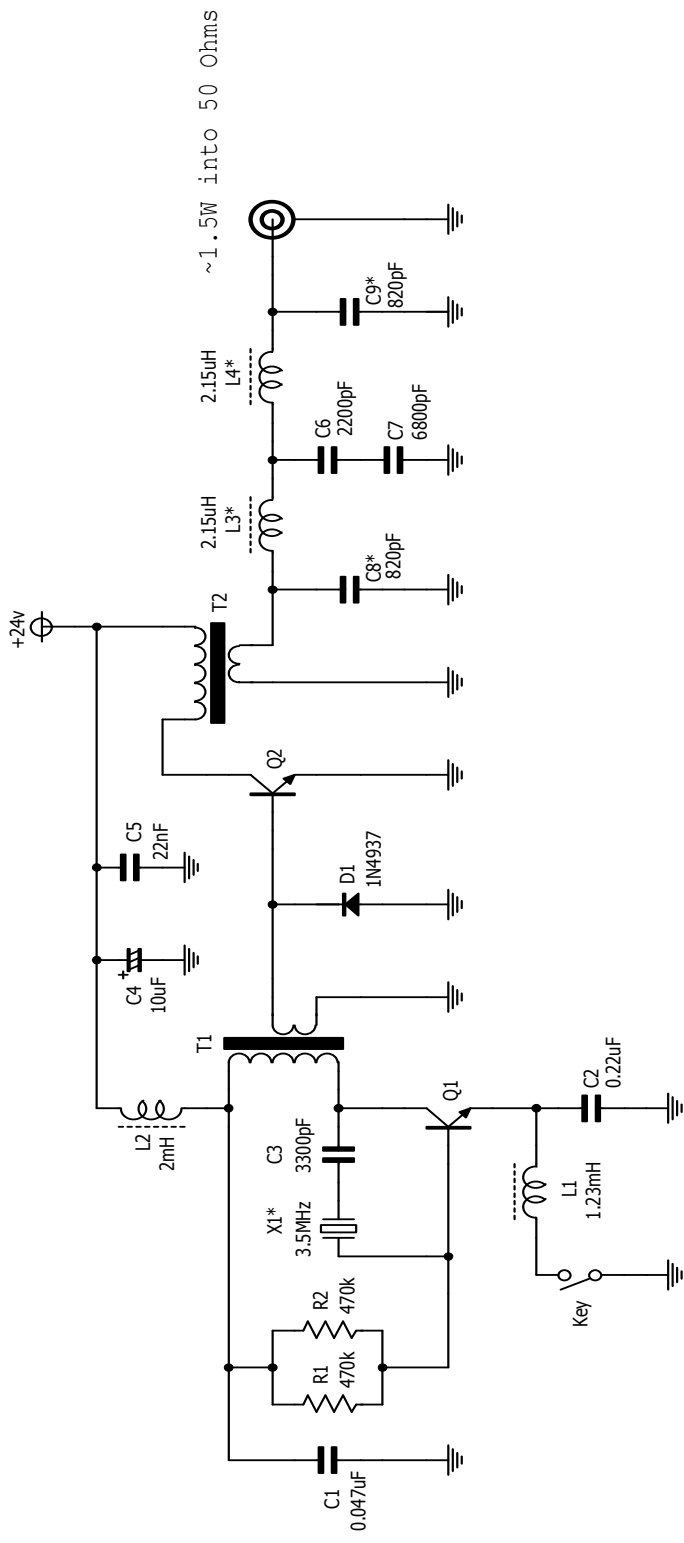 ~1.5W into 50 Ohms
+24v
C4
10uF
C5
22nF
L2
2mH
T1
T2
2.15uH
L3*
2.15uH
L4*
C8*
820pF
C6
2200pF
C7
6800pF
C9*
820pF
Q2
D1
1N4937
C3
3300pF
X1*
3.5MHz
R1
470k
R2
470k
C1
0.047uF
Q1
C2
0.22uF
L1
1.23mH
Key